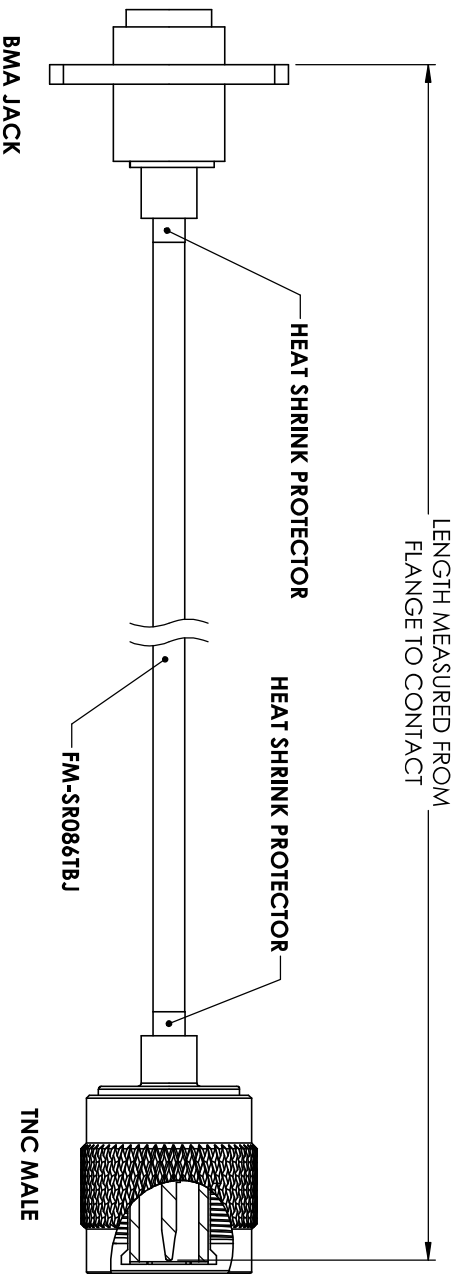 LENGTH MEASURED FROM
FLANGE TO CONTACT
HEAT SHRINK PROTECTOR
HEAT SHRINK PROTECTOR
FM-SR086TBJ
BMA JACK
TNC MALE